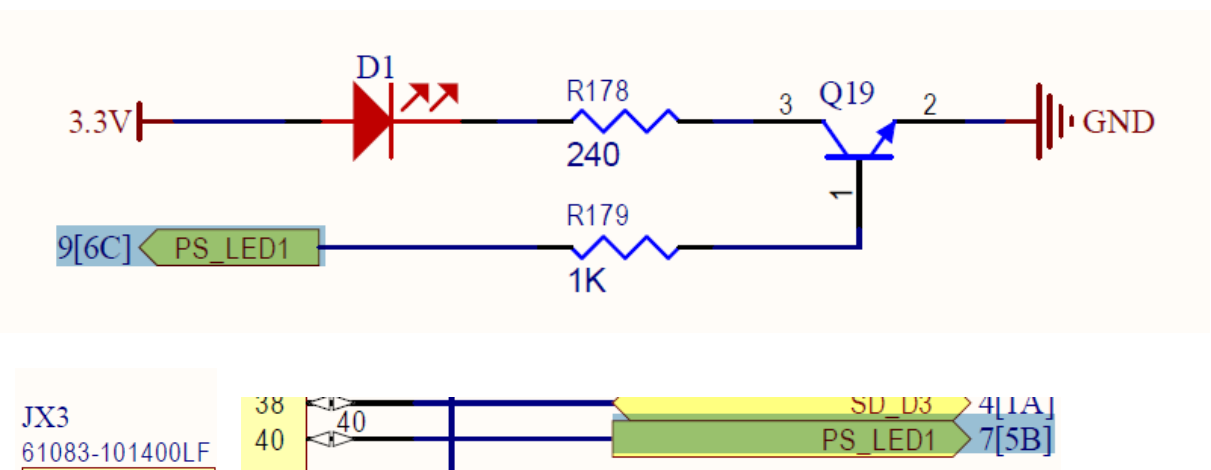 D1
R178
3
Q19
2
3.3V
GND
240
1
R179
9[6C]
PS_LED1
1K
JX3
61083-101400LF
38
SD_D3
4[1A]
40
40
PS_LED1
7[5B]